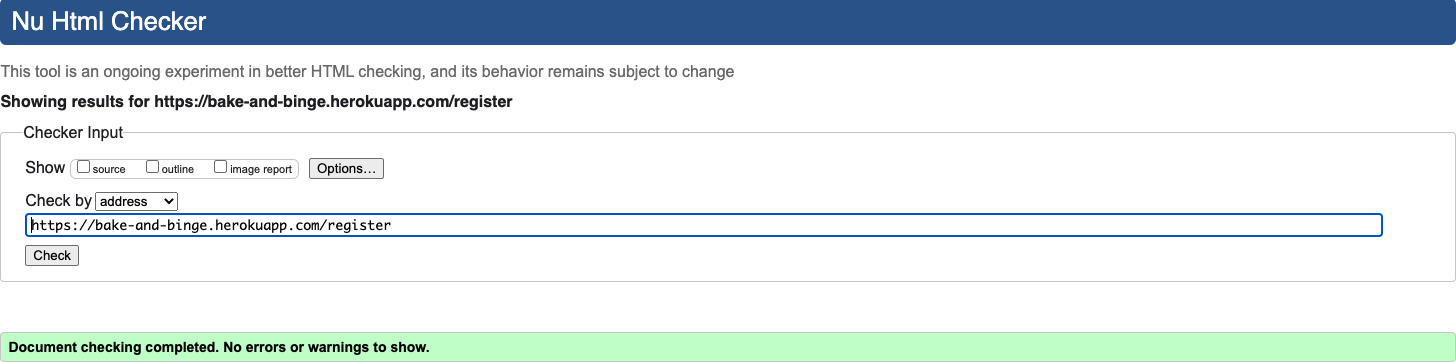 Nu Html Checker
This tool is an ongoing experiment in better HTML checking, and its behavior remains subject to change
Showing results for https://bake-and-binge.herokuapp.com/register
Checker Input
Show source outline image report Options...
Check by address
https://bake-and-binge.herokuapp.com/register
Check
Document checking completed. No errors or warnings to show.